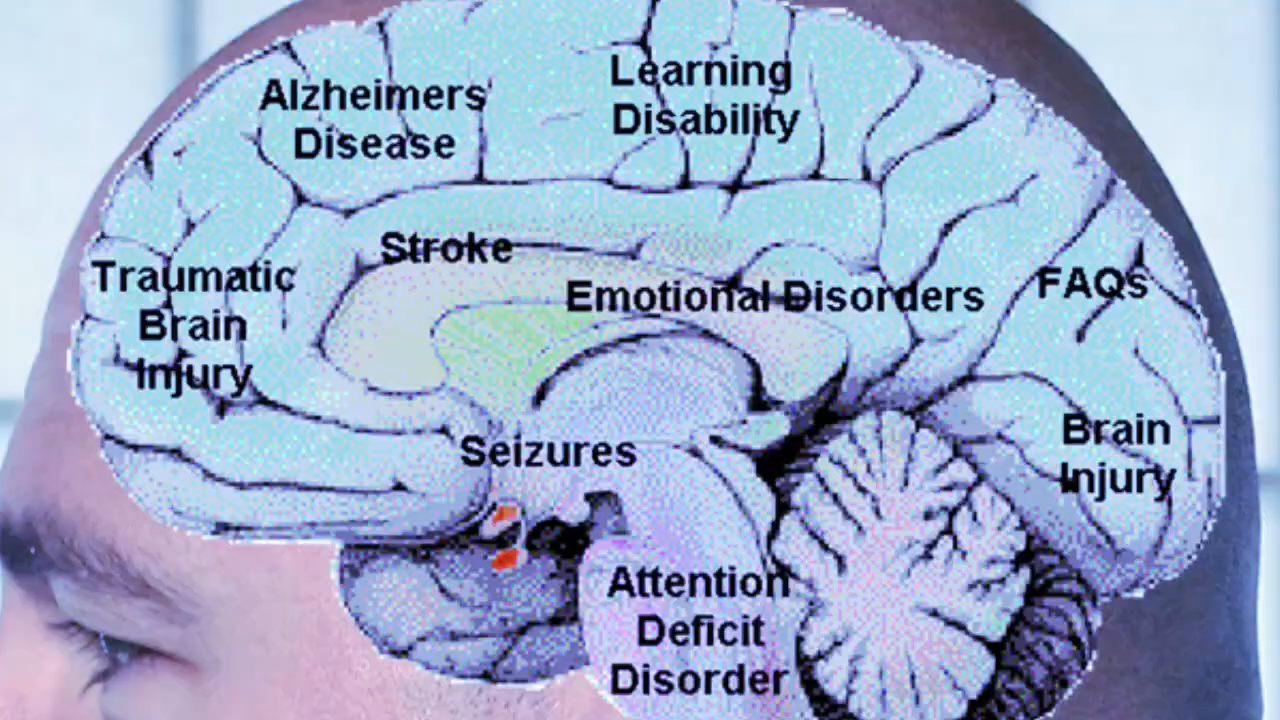 Alzheimers
Disease
Learning
Disability
Stroke
Traumatic
Brain
Injury
Emotional Disorders
FAQs
Seizures
Brain
Injury
Attention
Deficit
Disorder